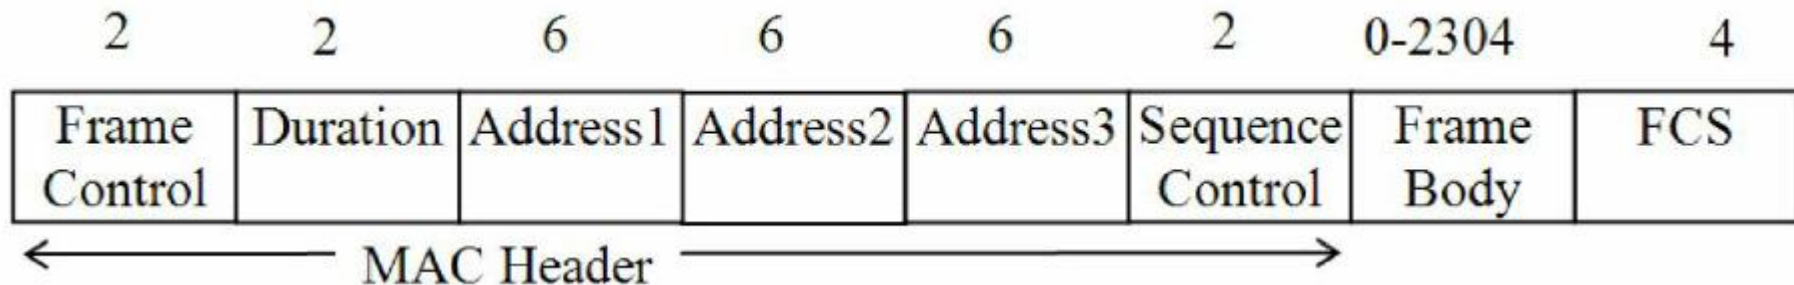 2 2 6 6 6 2 0-2304 4
Frame Control Duration Address1 Address2 Address3 Sequence Control Frame Body FCS
MAC Header